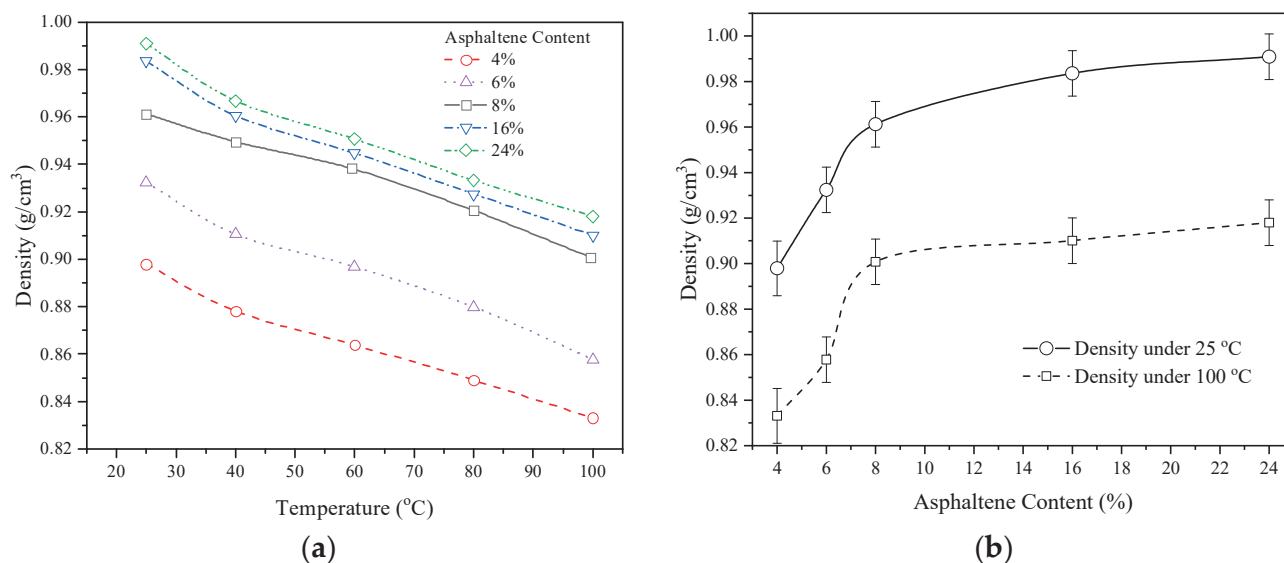 1.00
0.98
0.96
0.94
0.92
0.90
0.88
0.86
0.84
0.82
Density (g/cm³)
20 30 40 50 60 70 80 90 100
Temperature (°C)
Asphaltene Content
4%
6%
8%
16%
24%
(a)
1.00
0.98
0.96
0.94
0.92
0.90
0.88
0.86
0.84
0.82
Density (g/cm³)
4 6 8 10 12 14 16 18 20 22 24
Asphaltene Content (%)
Density under 25 °C
Density under 100 °C
(b)